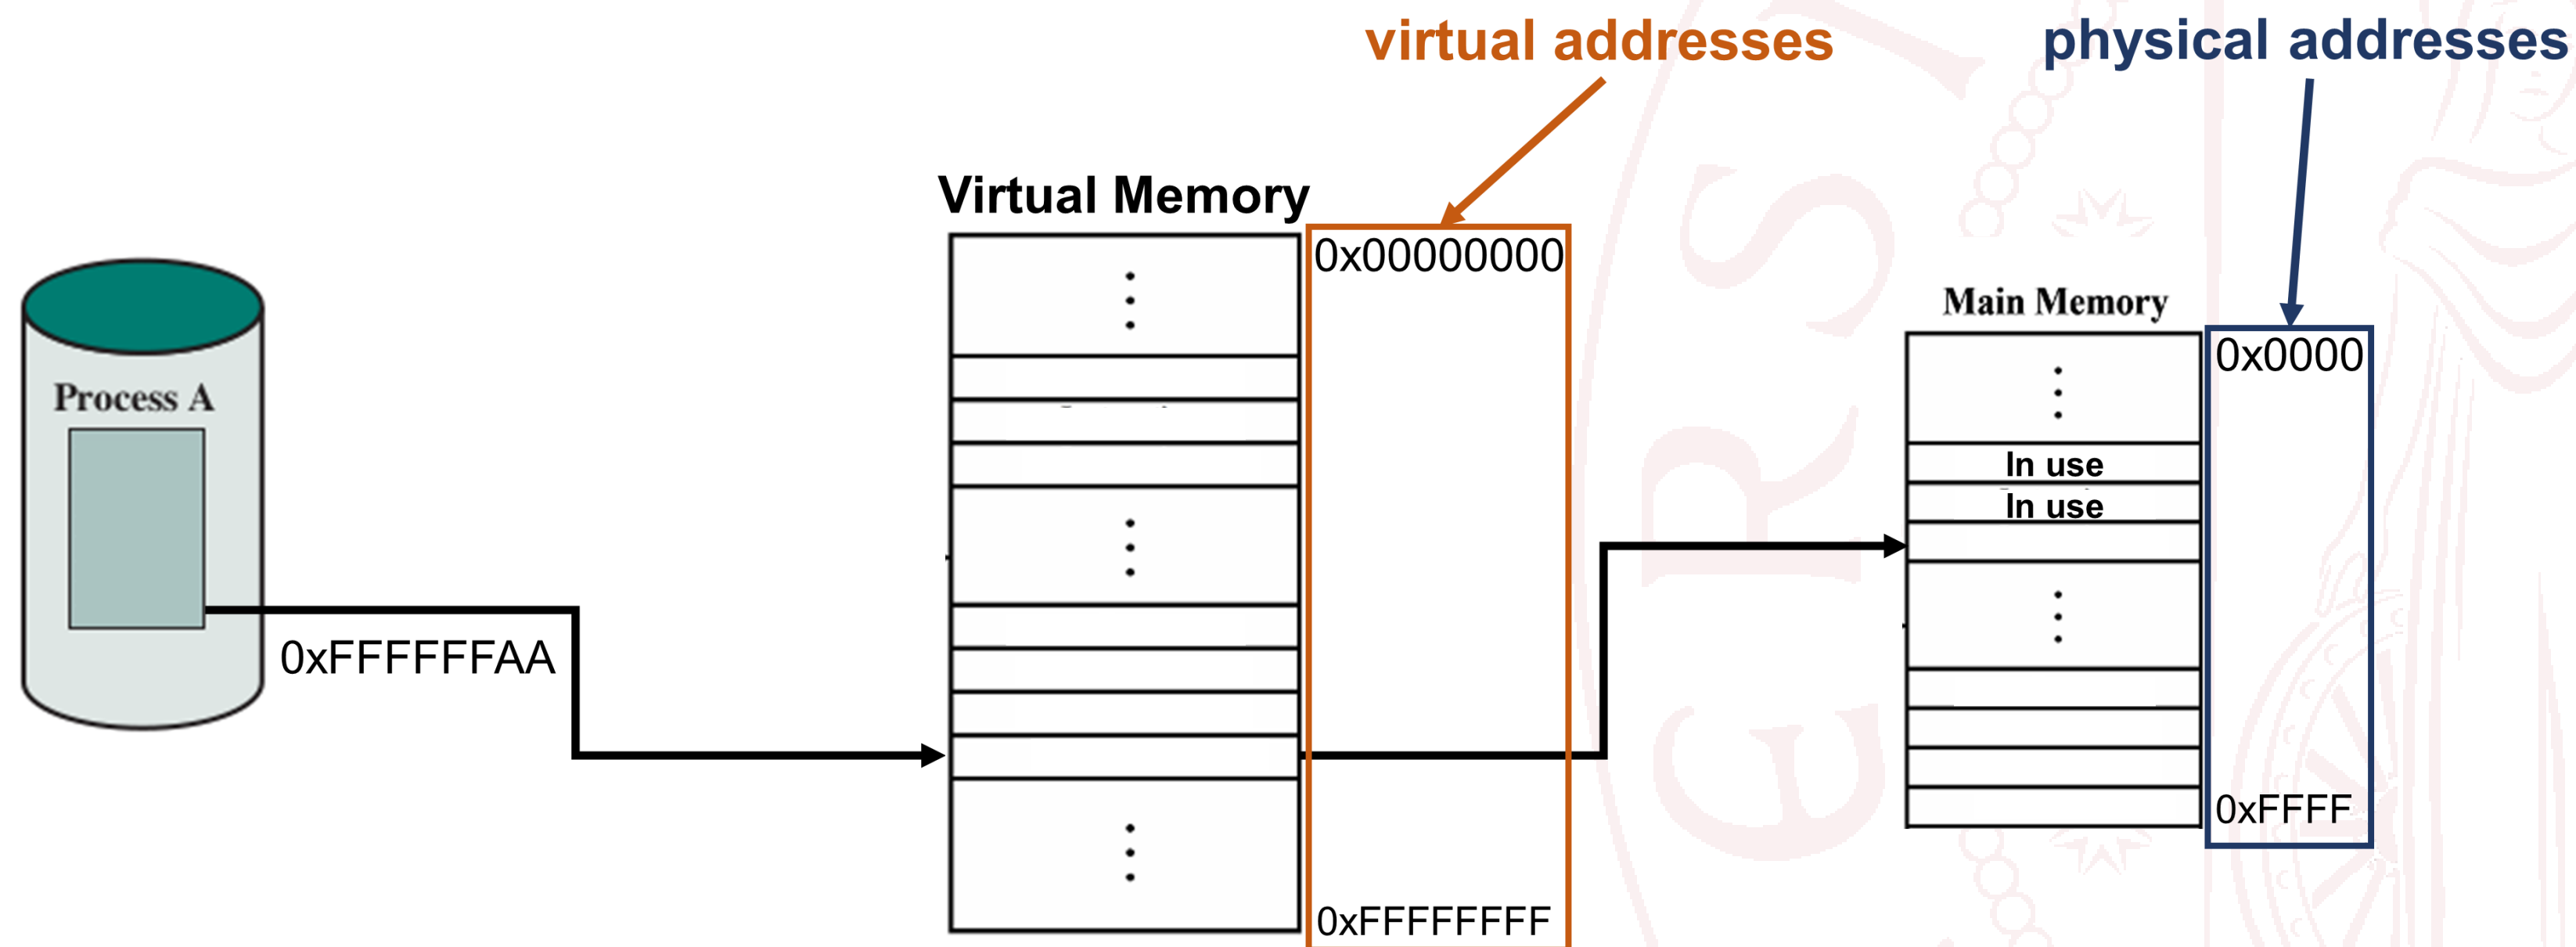 virtual addresses
physical addresses
Virtual Memory
0x00000000
Main Memory
0x0000
Process A
In use
In use
0xFFFFFFAA
0xFFFF
0xFFFFFFFF
E R S I